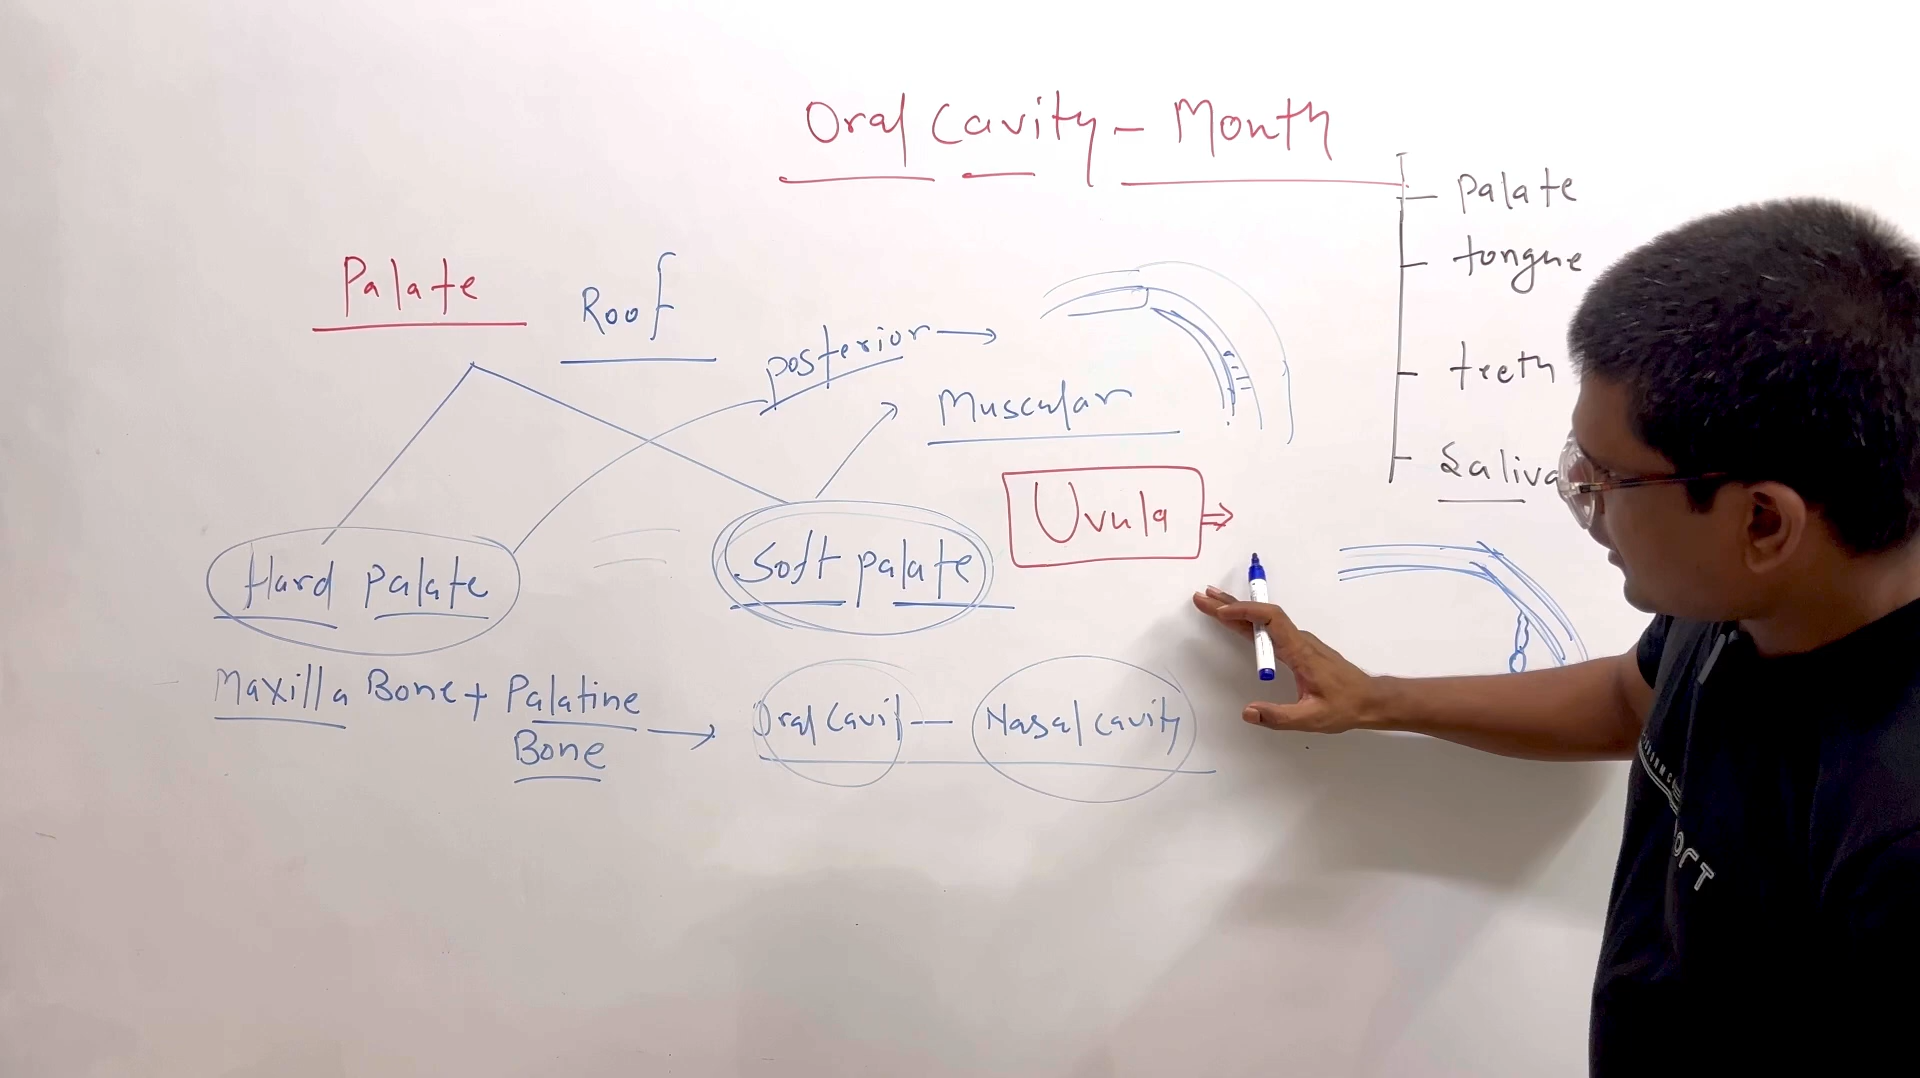 Oral Cavity - Month
Palate
tongue
teeth
Saliva
Palate
Roof
posterior →
Muscular
Uvula ⇒
Hard palate
Soft palate
Maxilla Bone + Palatine
Bone
→ Oral Cavit — Nasal cavity